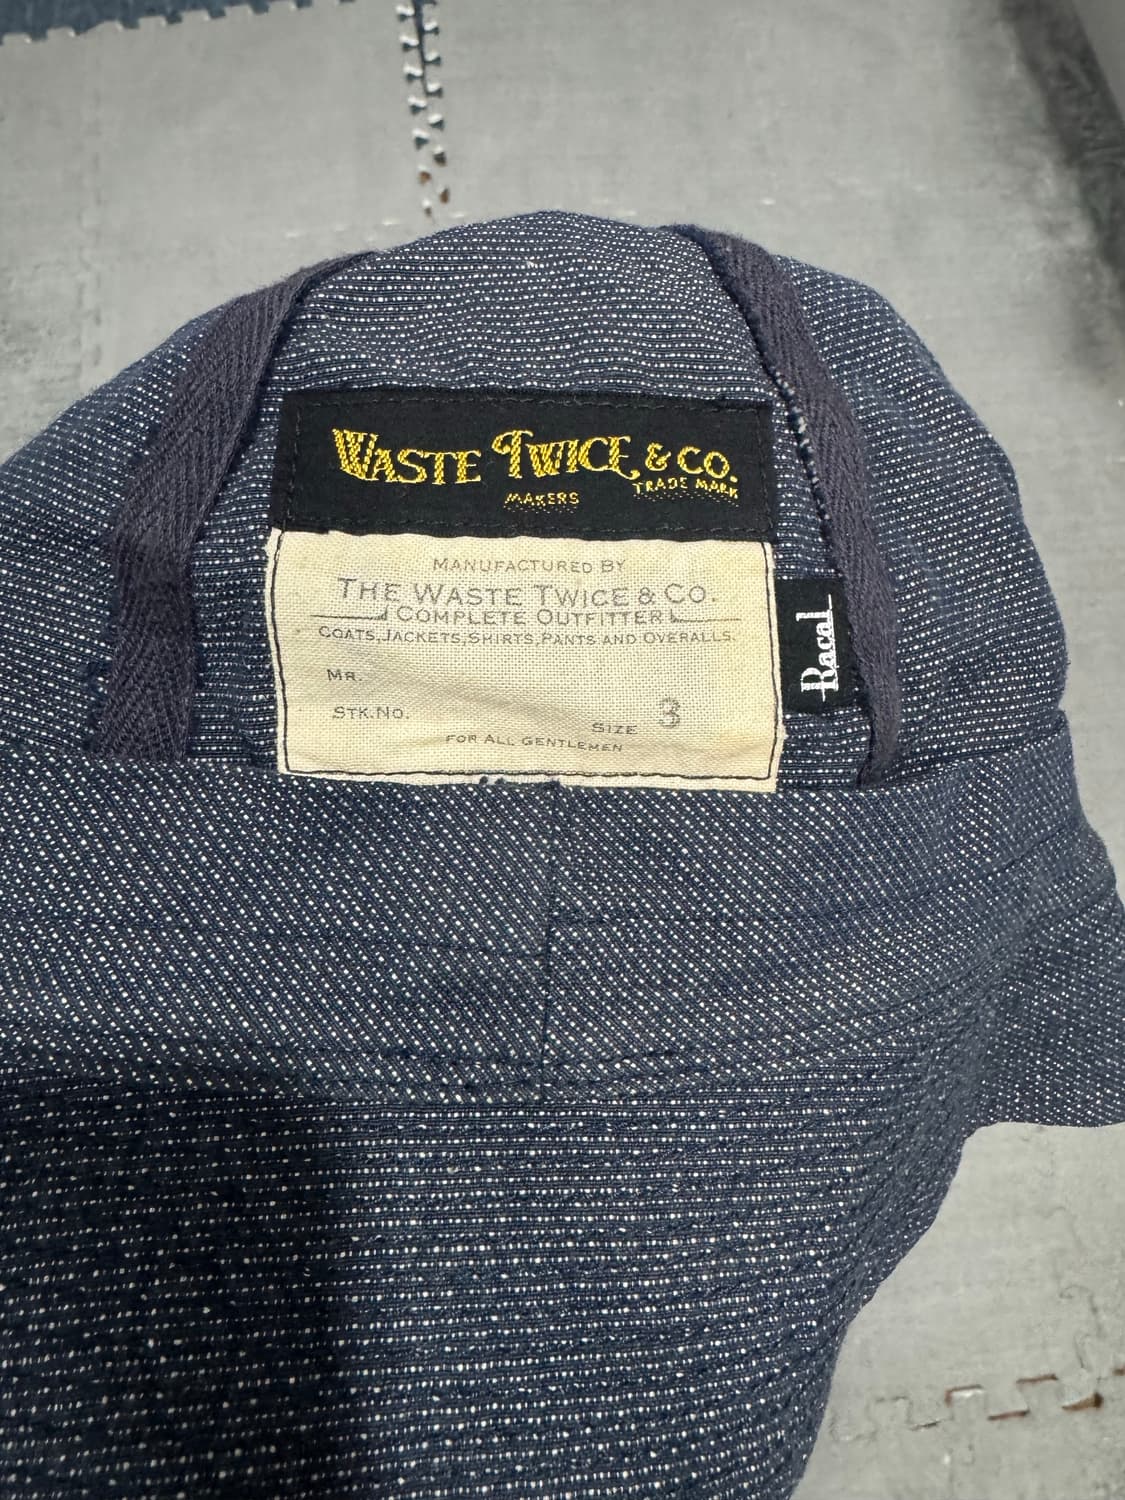 WASTE TWICE & CO.
MAKERS
TRADE MARK
MANUFACTURED BY
THE WASTE TWICE & CO.
COMPLETE OUTFITTER
COATS, JACKETS, SHIRTS, PANTS AND OVERALLS.
MR.
STK.NO.
SIZE 3
FOR ALL GENTLEMEN
Racal